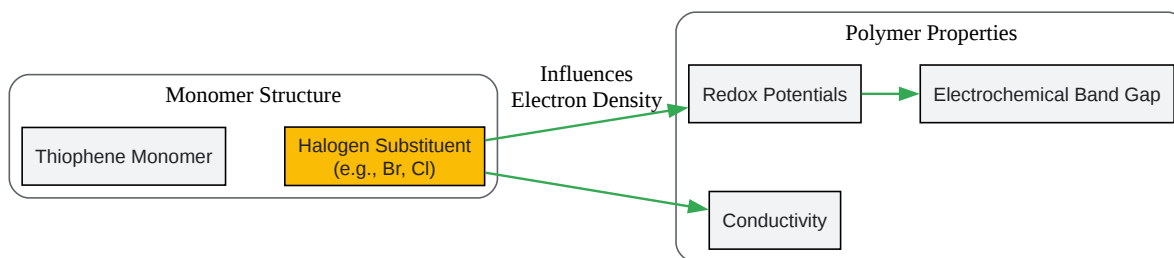 Polymer Properties
Influences
Electron Density
Redox Potentials
Electrochemical Band Gap
Monomer Structure
Thiophene Monomer
Halogen Substituent
(e.g., Br, Cl)
Conductivity